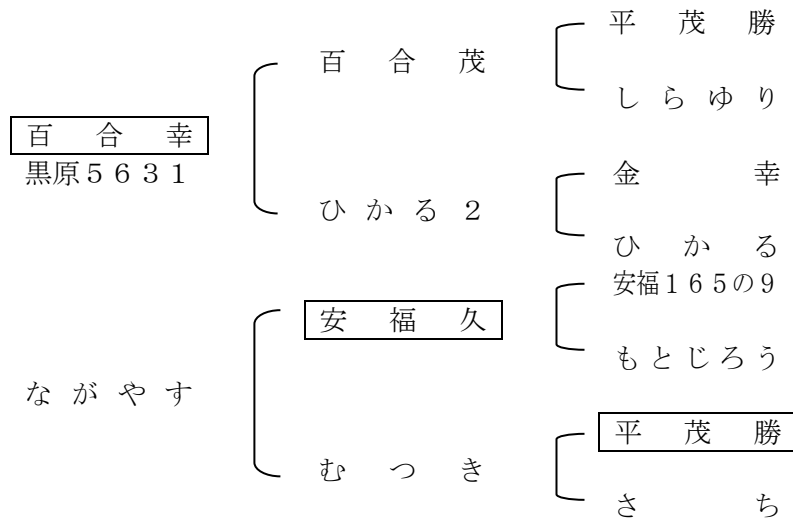 百合幸
黒原5631
ながやす
百合茂
ひかる2
安福久
むつき
平茂勝
しらゆり
金幸
ひかる
安福165の9
もとじろう
平茂勝
さち